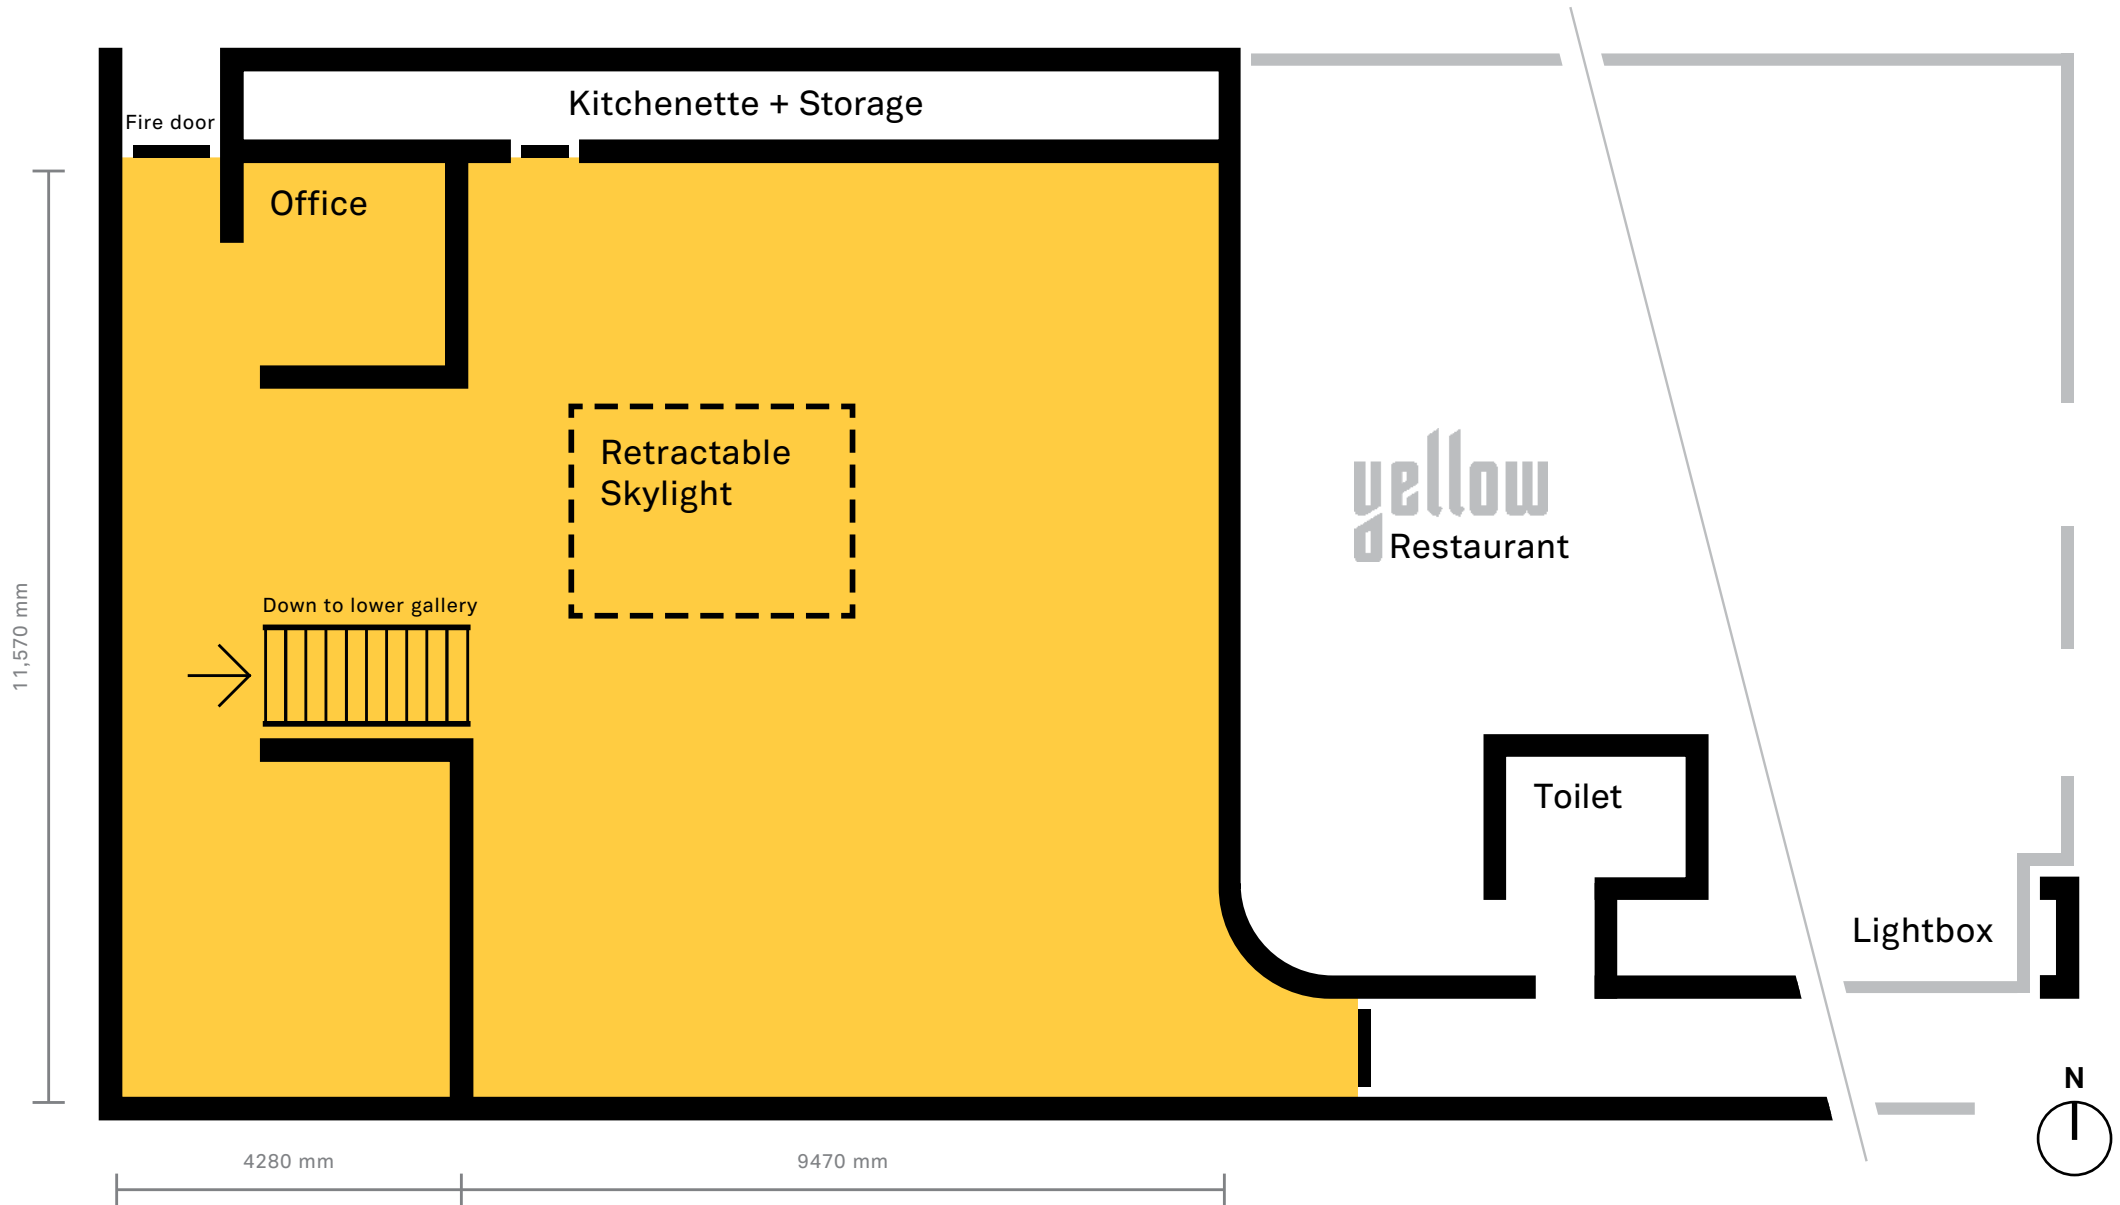 Kitchenette + Storage
Fire door
Office
Retractable
Skylight
yellow
Restaurant
Down to lower gallery
11,570 mm
Toilet
Lightbox
N
4280 mm
9470 mm